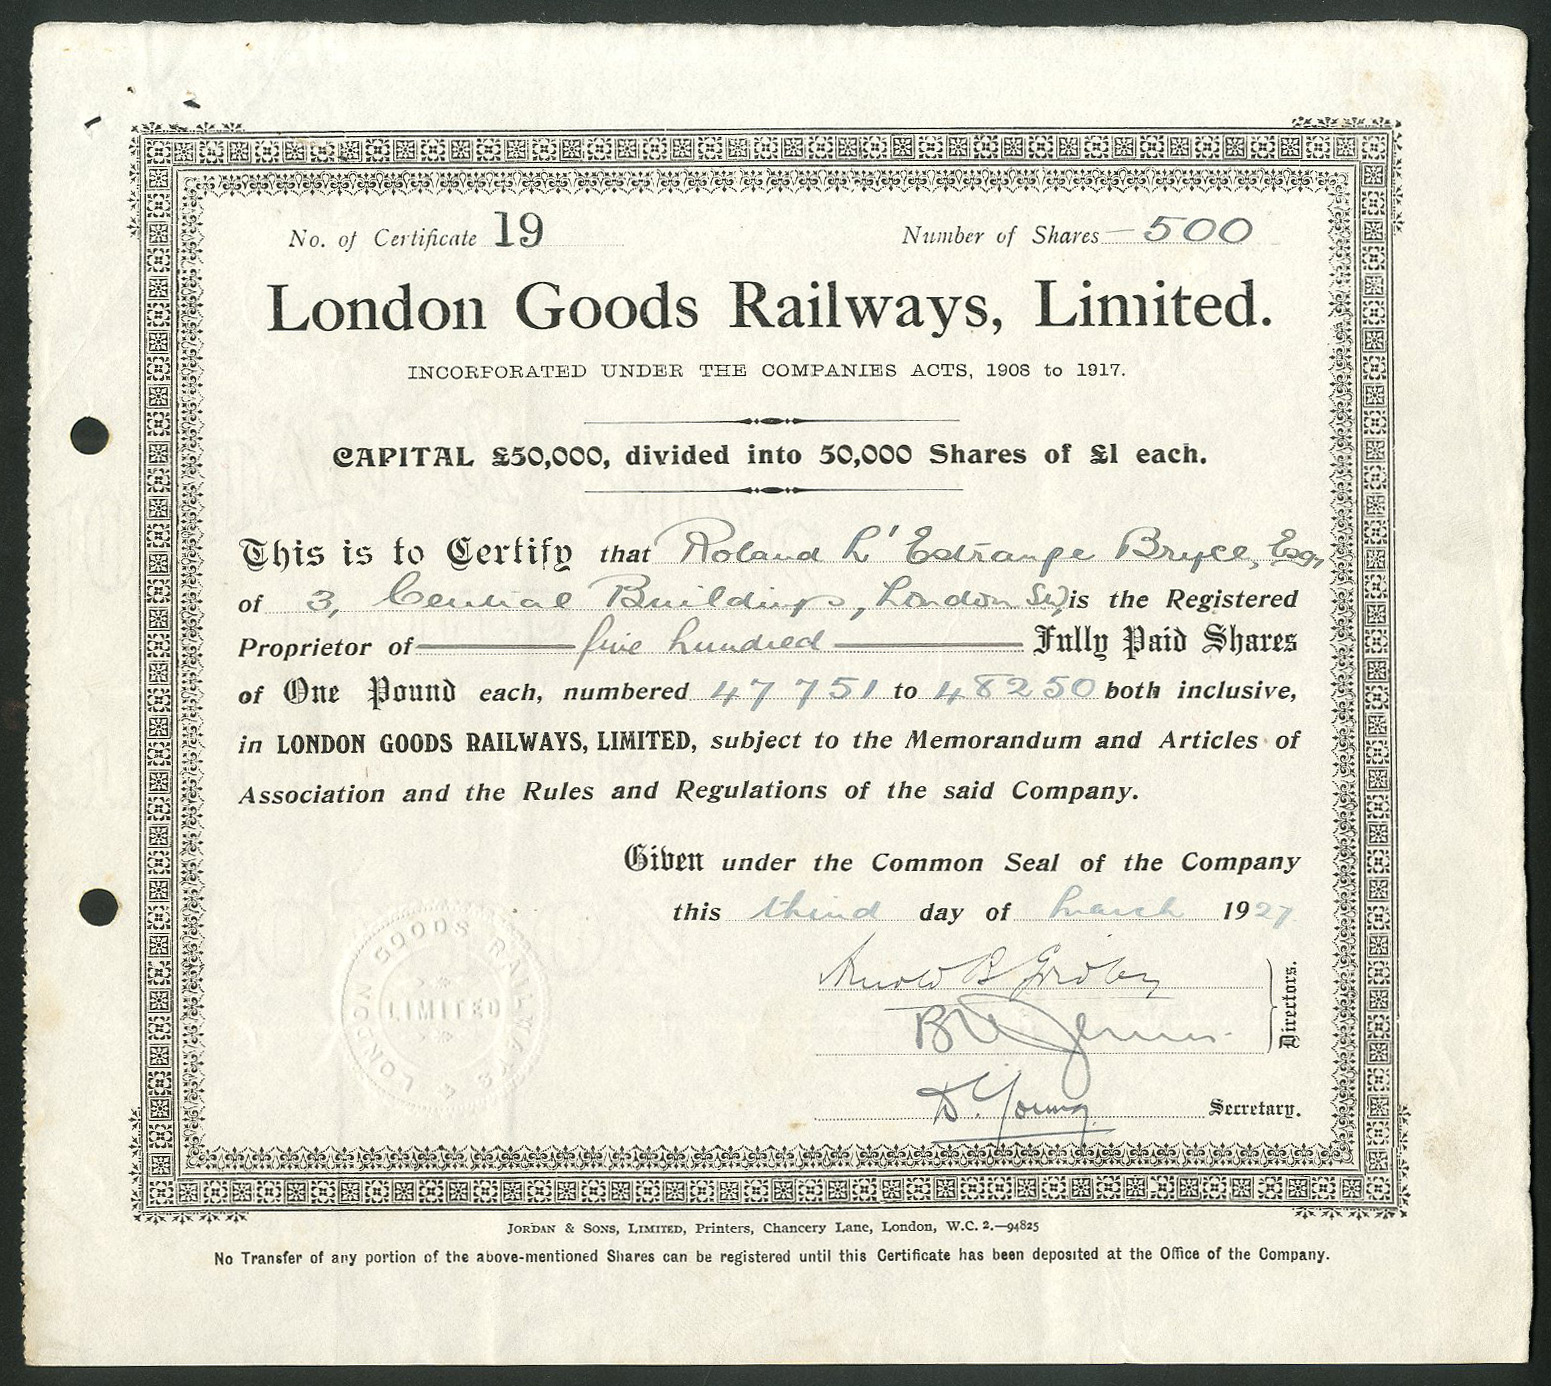 No. of Certificate 19 Number of Shares 500
London Goods Railways, Limited.
INCORPORATED UNDER THE COMPANIES ACTS, 1908 to 1917.
CAPITAL £50,000, divided into 50,000 Shares of £1 each.
This is to Certify that Roland L'Estrange Bryce, Esq,
of 3, Central Buildings, London SW is the Registered
Proprietor of five hundred Fully Paid Shares
of One Pound each, numbered 47751 to 48250 both inclusive,
in LONDON GOODS RAILWAYS, LIMITED, subject to the Memorandum and Articles of
Association and the Rules and Regulations of the said Company.
Given under the Common Seal of the Company
this third day of March 1927
Directors.
D. Young
Secretary.
LONDON GOODS RAILWAYS
LIMITED
JORDAN & SONS, LIMITED, Printers, Chancery Lane, London, W.C. 2.—94825
No Transfer of any portion of the above-mentioned Shares can be registered until this Certificate has been deposited at the Office of the Company.